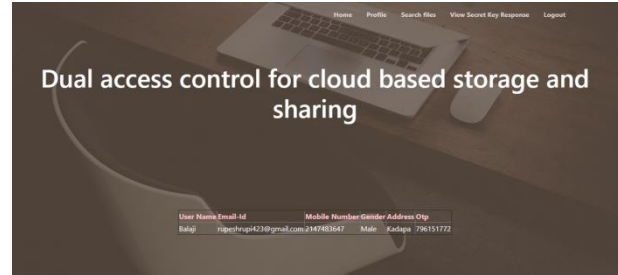 Home Profile Search files View Secret Key Response Logout
Dual access control for cloud based storage and
sharing
User Name Email-Id Mobile Number Gender Address Otp
Balaji rupeshrupi423@gmail.com 2147483647 Male Kadapa 796151772